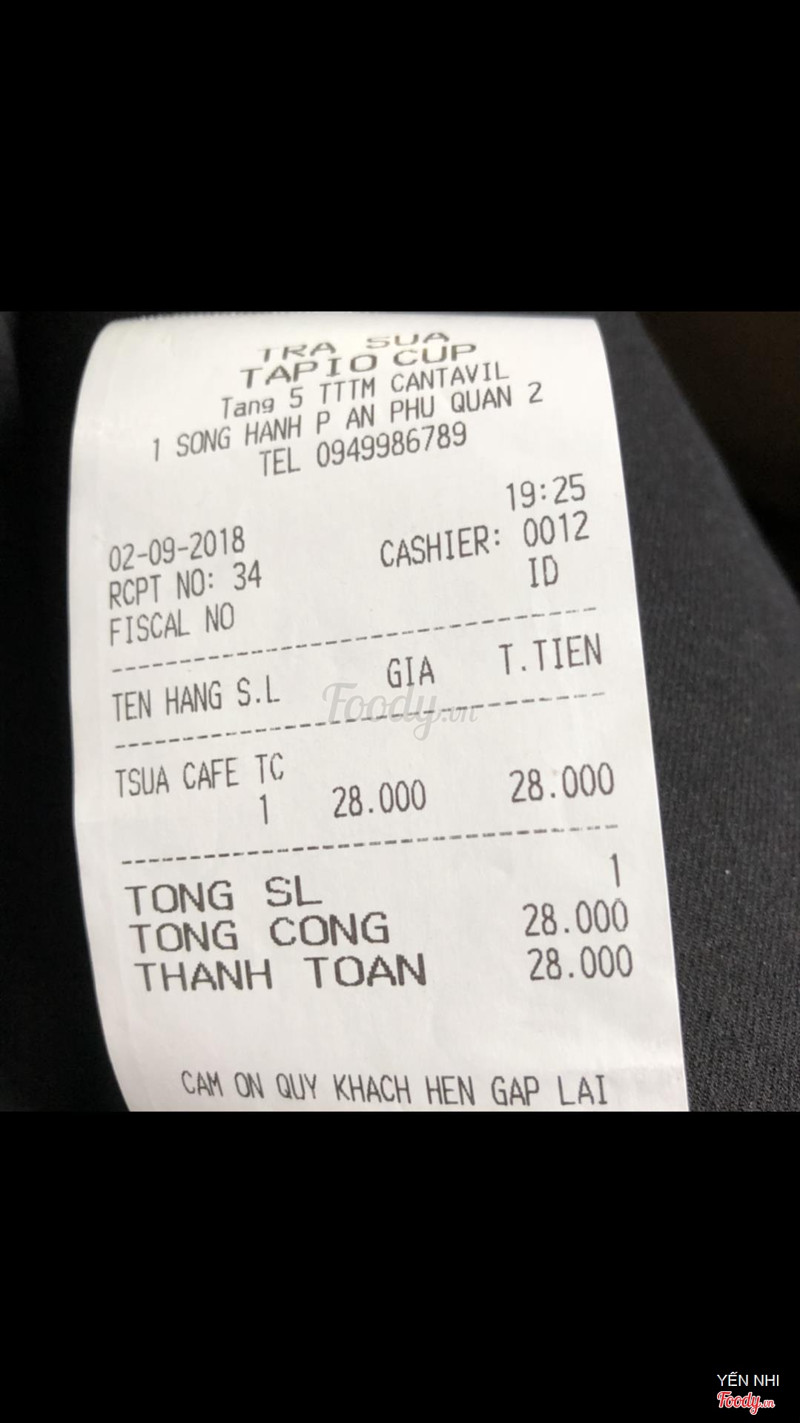 TRA SUA
TAPIO CUP
Tang 5 TTTM CANTAVIL
1 SONG HANH P AN PHU QUAN 2
TEL 0949986789
19:25
02-09-2018 CASHIER: 0012
RCPT NO: 34 ID
FISCAL NO
TEN HANG S.L GIA T.TIEN
Foody.vn
TSUA CAFE TC
1 28.000 28.000
TONG SL 1
TONG CONG 28.000
THANH TOAN 28.000
CAM ON QUY KHACH HEN GAP LAI
YẾN NHI
Foody.vn